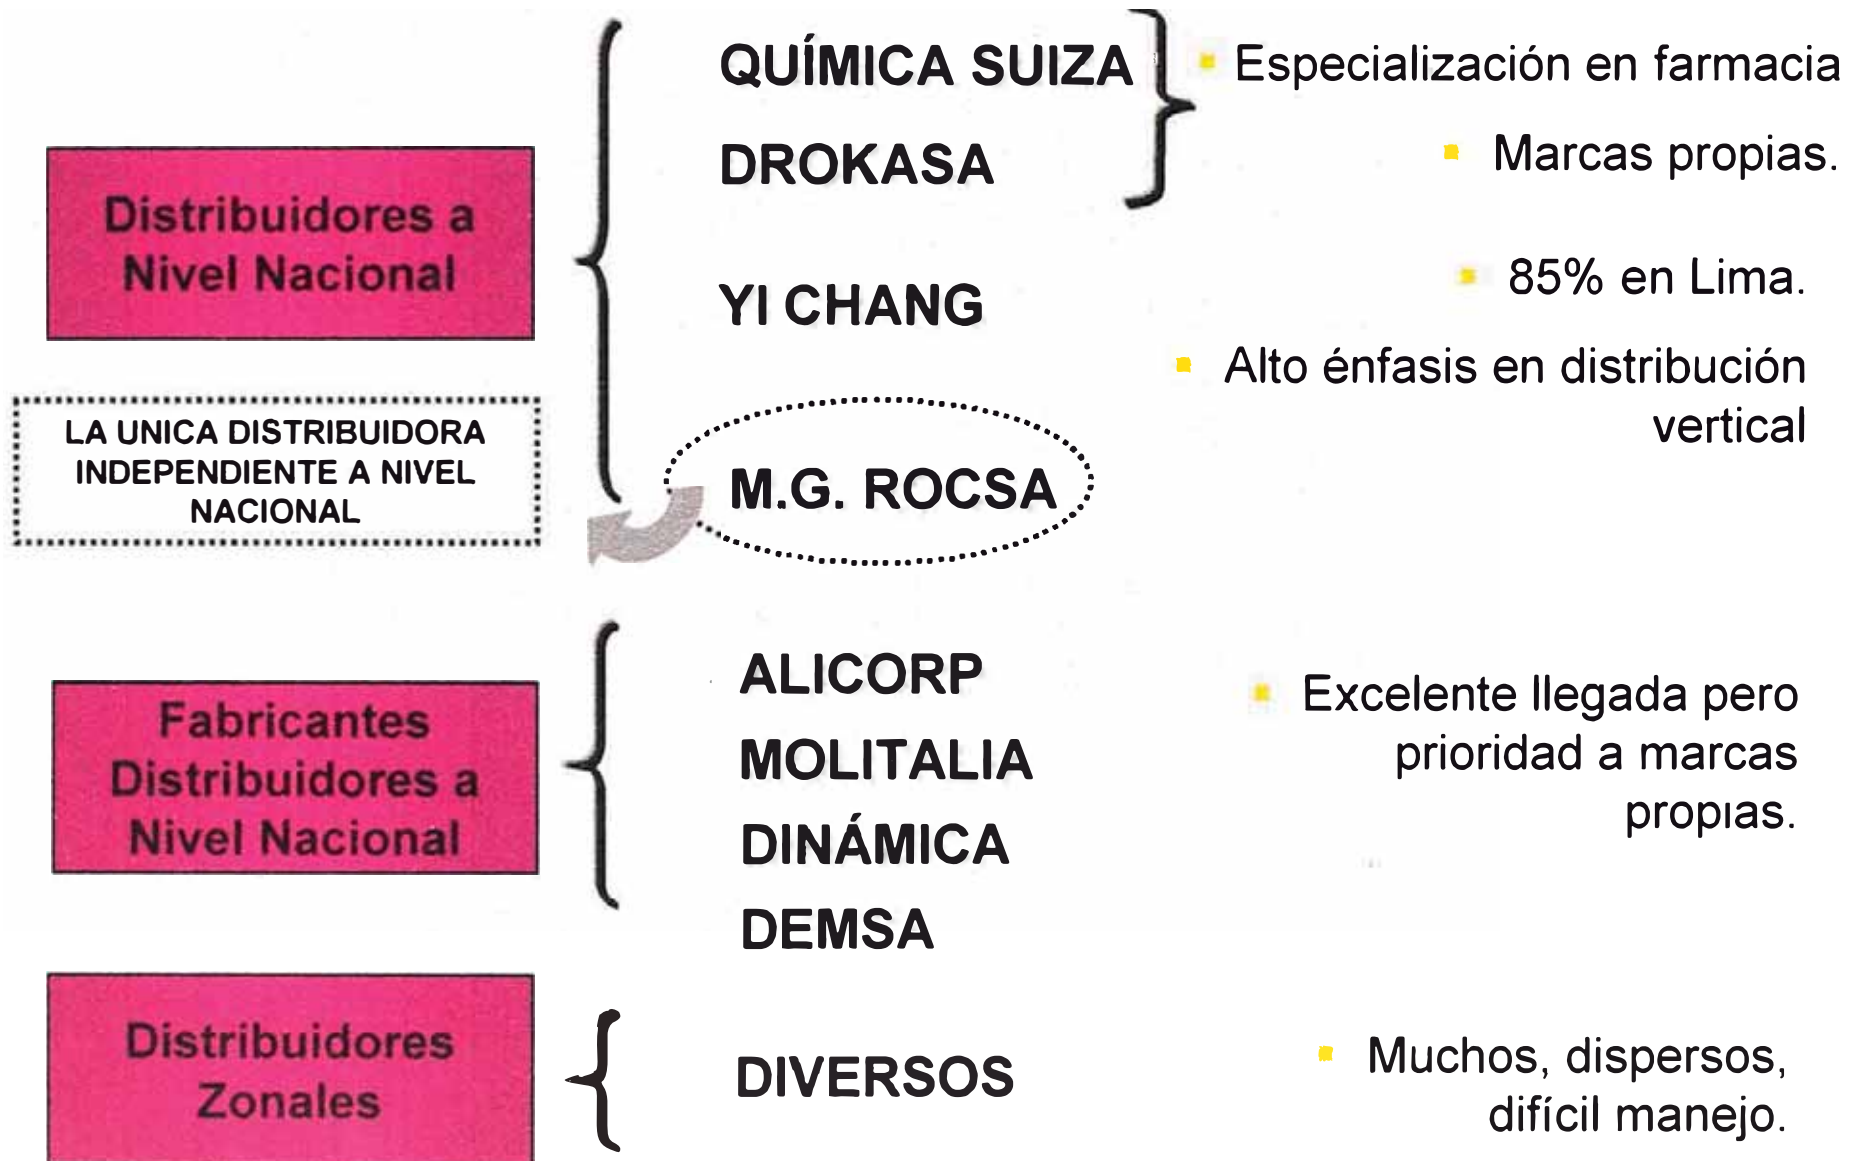 Distribuidores a
Nivel Nacional
QUÍMICA SUIZA
DROKASA
Especialización en farmacia
Marcas propias.
YI CHANG
85% en Lima.
Alto énfasis en distribución
vertical
LA UNICA DISTRIBUIDORA
INDEPENDIENTE A NIVEL
NACIONAL
M.G. ROCSA
Fabricantes
Distribuidores a
Nivel Nacional
ALICORP
MOLITALIA
DINÁMICA
DEMSA
Excelente llegada pero
prioridad a marcas
propias.
Distribuidores
Zonales
DIVERSOS
Muchos, dispersos,
difícil manejo.